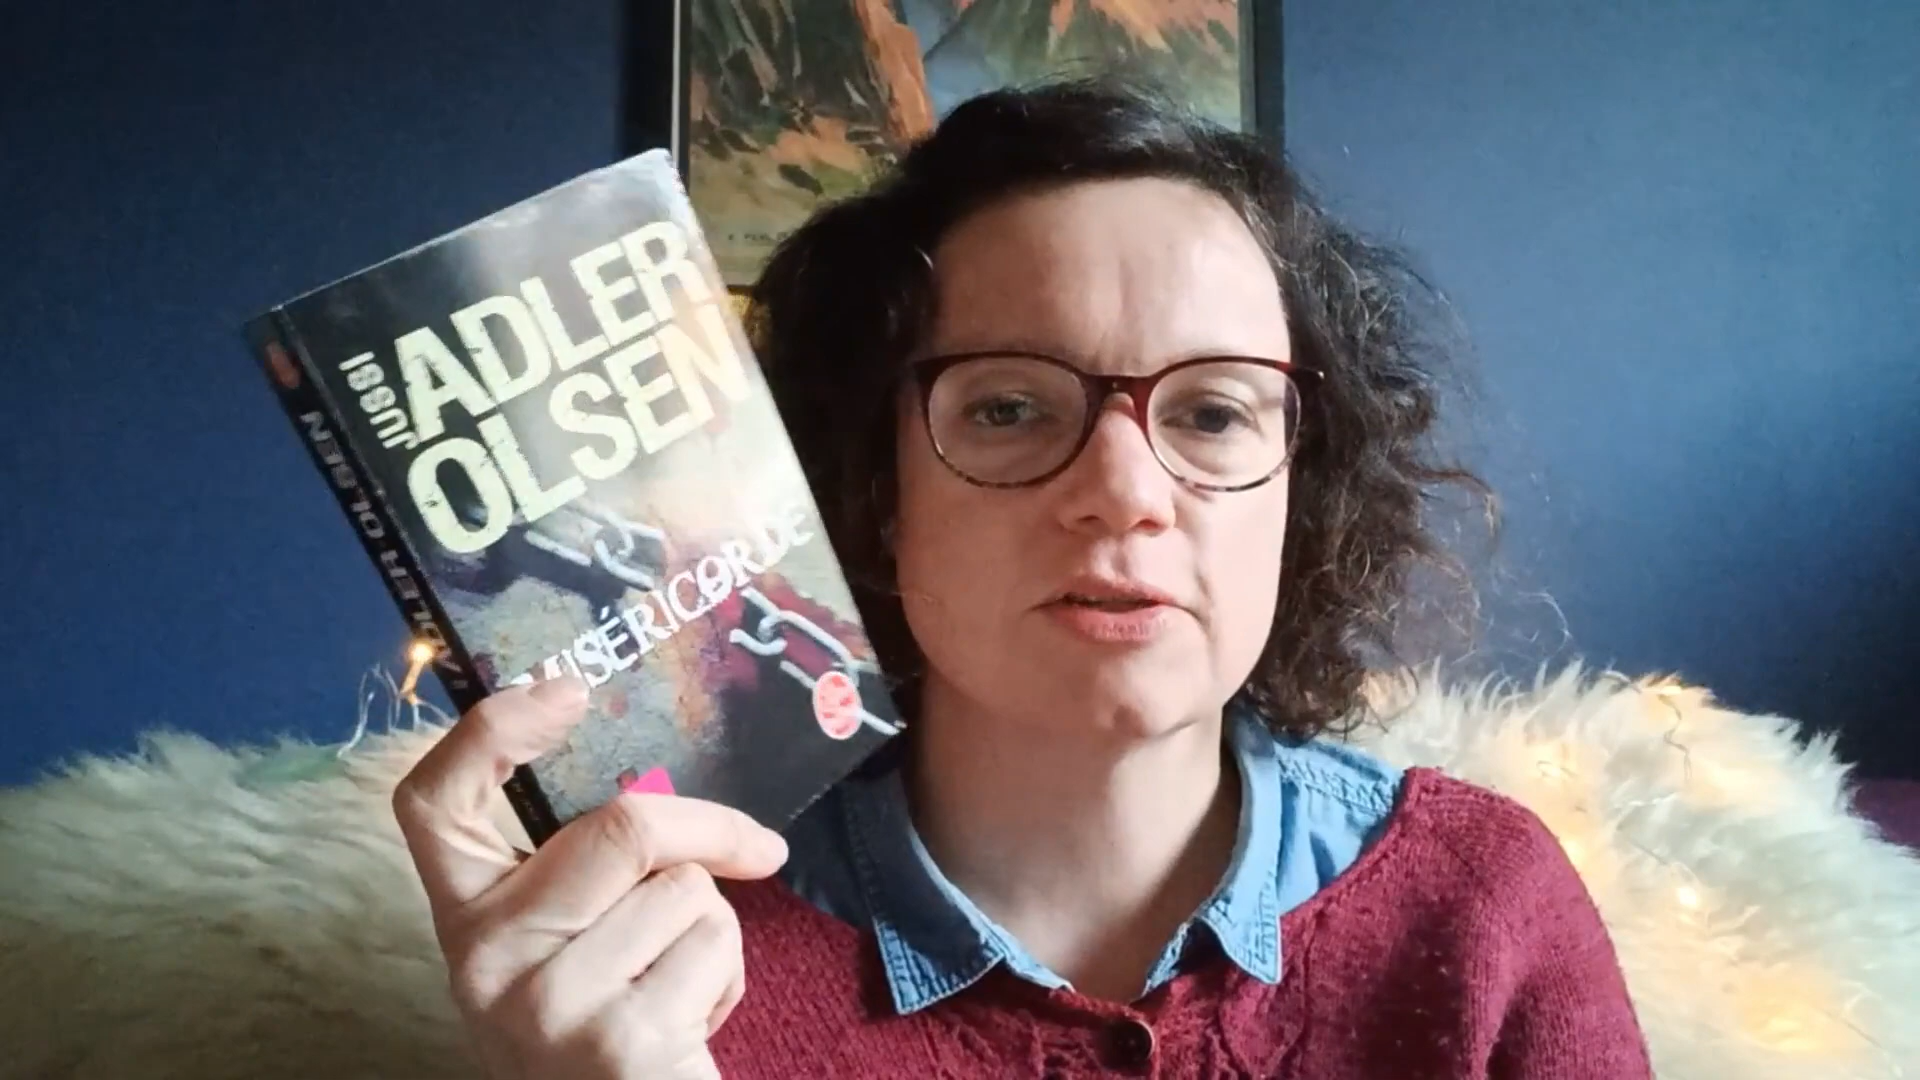 JUSSI
ADLER
OLSEN
MISÉRICORDE
ADLER OLSEN